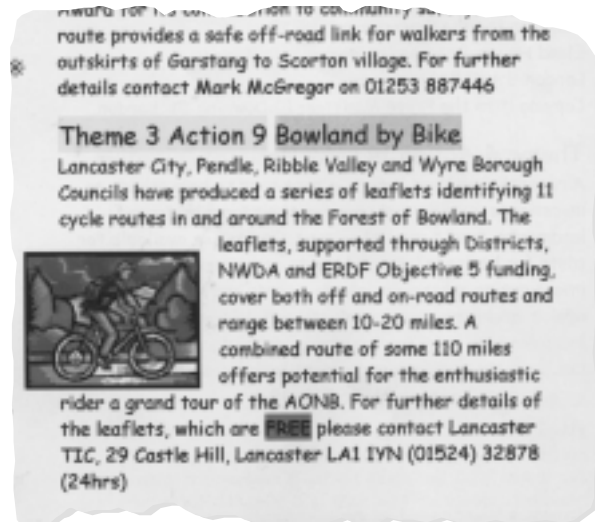 Award for its contribution to community
route provides a safe off-road link for walkers from the
outskirts of Garstang to Scorton village. For further
details contact Mark McGregor on 01253 887446
Theme 3 Action 9 Bowland by Bike
Lancaster City, Pendle, Ribble Valley and Wyre Borough
Councils have produced a series of leaflets identifying 11
cycle routes in and around the Forest of Bowland. The
leaflets, supported through Districts,
NWDA and ERDF Objective 5 funding,
cover both off and on-road routes and
range between 10-20 miles. A
combined route of some 110 miles
offers potential for the enthusiastic
rider a grand tour of the AONB. For further details of
the leaflets, which are FREE please contact Lancaster
TIC, 29 Castle Hill, Lancaster LA1 1YN (01524) 32878
(24hrs)